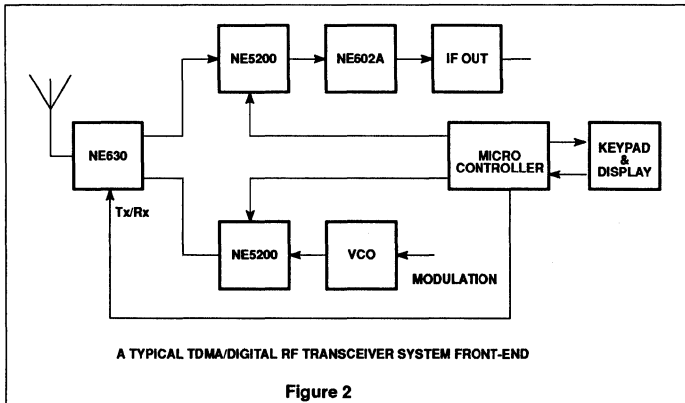 NE5200
NE602A
IF OUT
NE630
MICRO
CONTROLLER
KEYPAD
&
DISPLAY
Tx/Rx
NE5200
VCO
MODULATION
A TYPICAL TDMA/DIGITAL RF TRANSCEIVER SYSTEM FRONT-END
Figure 2